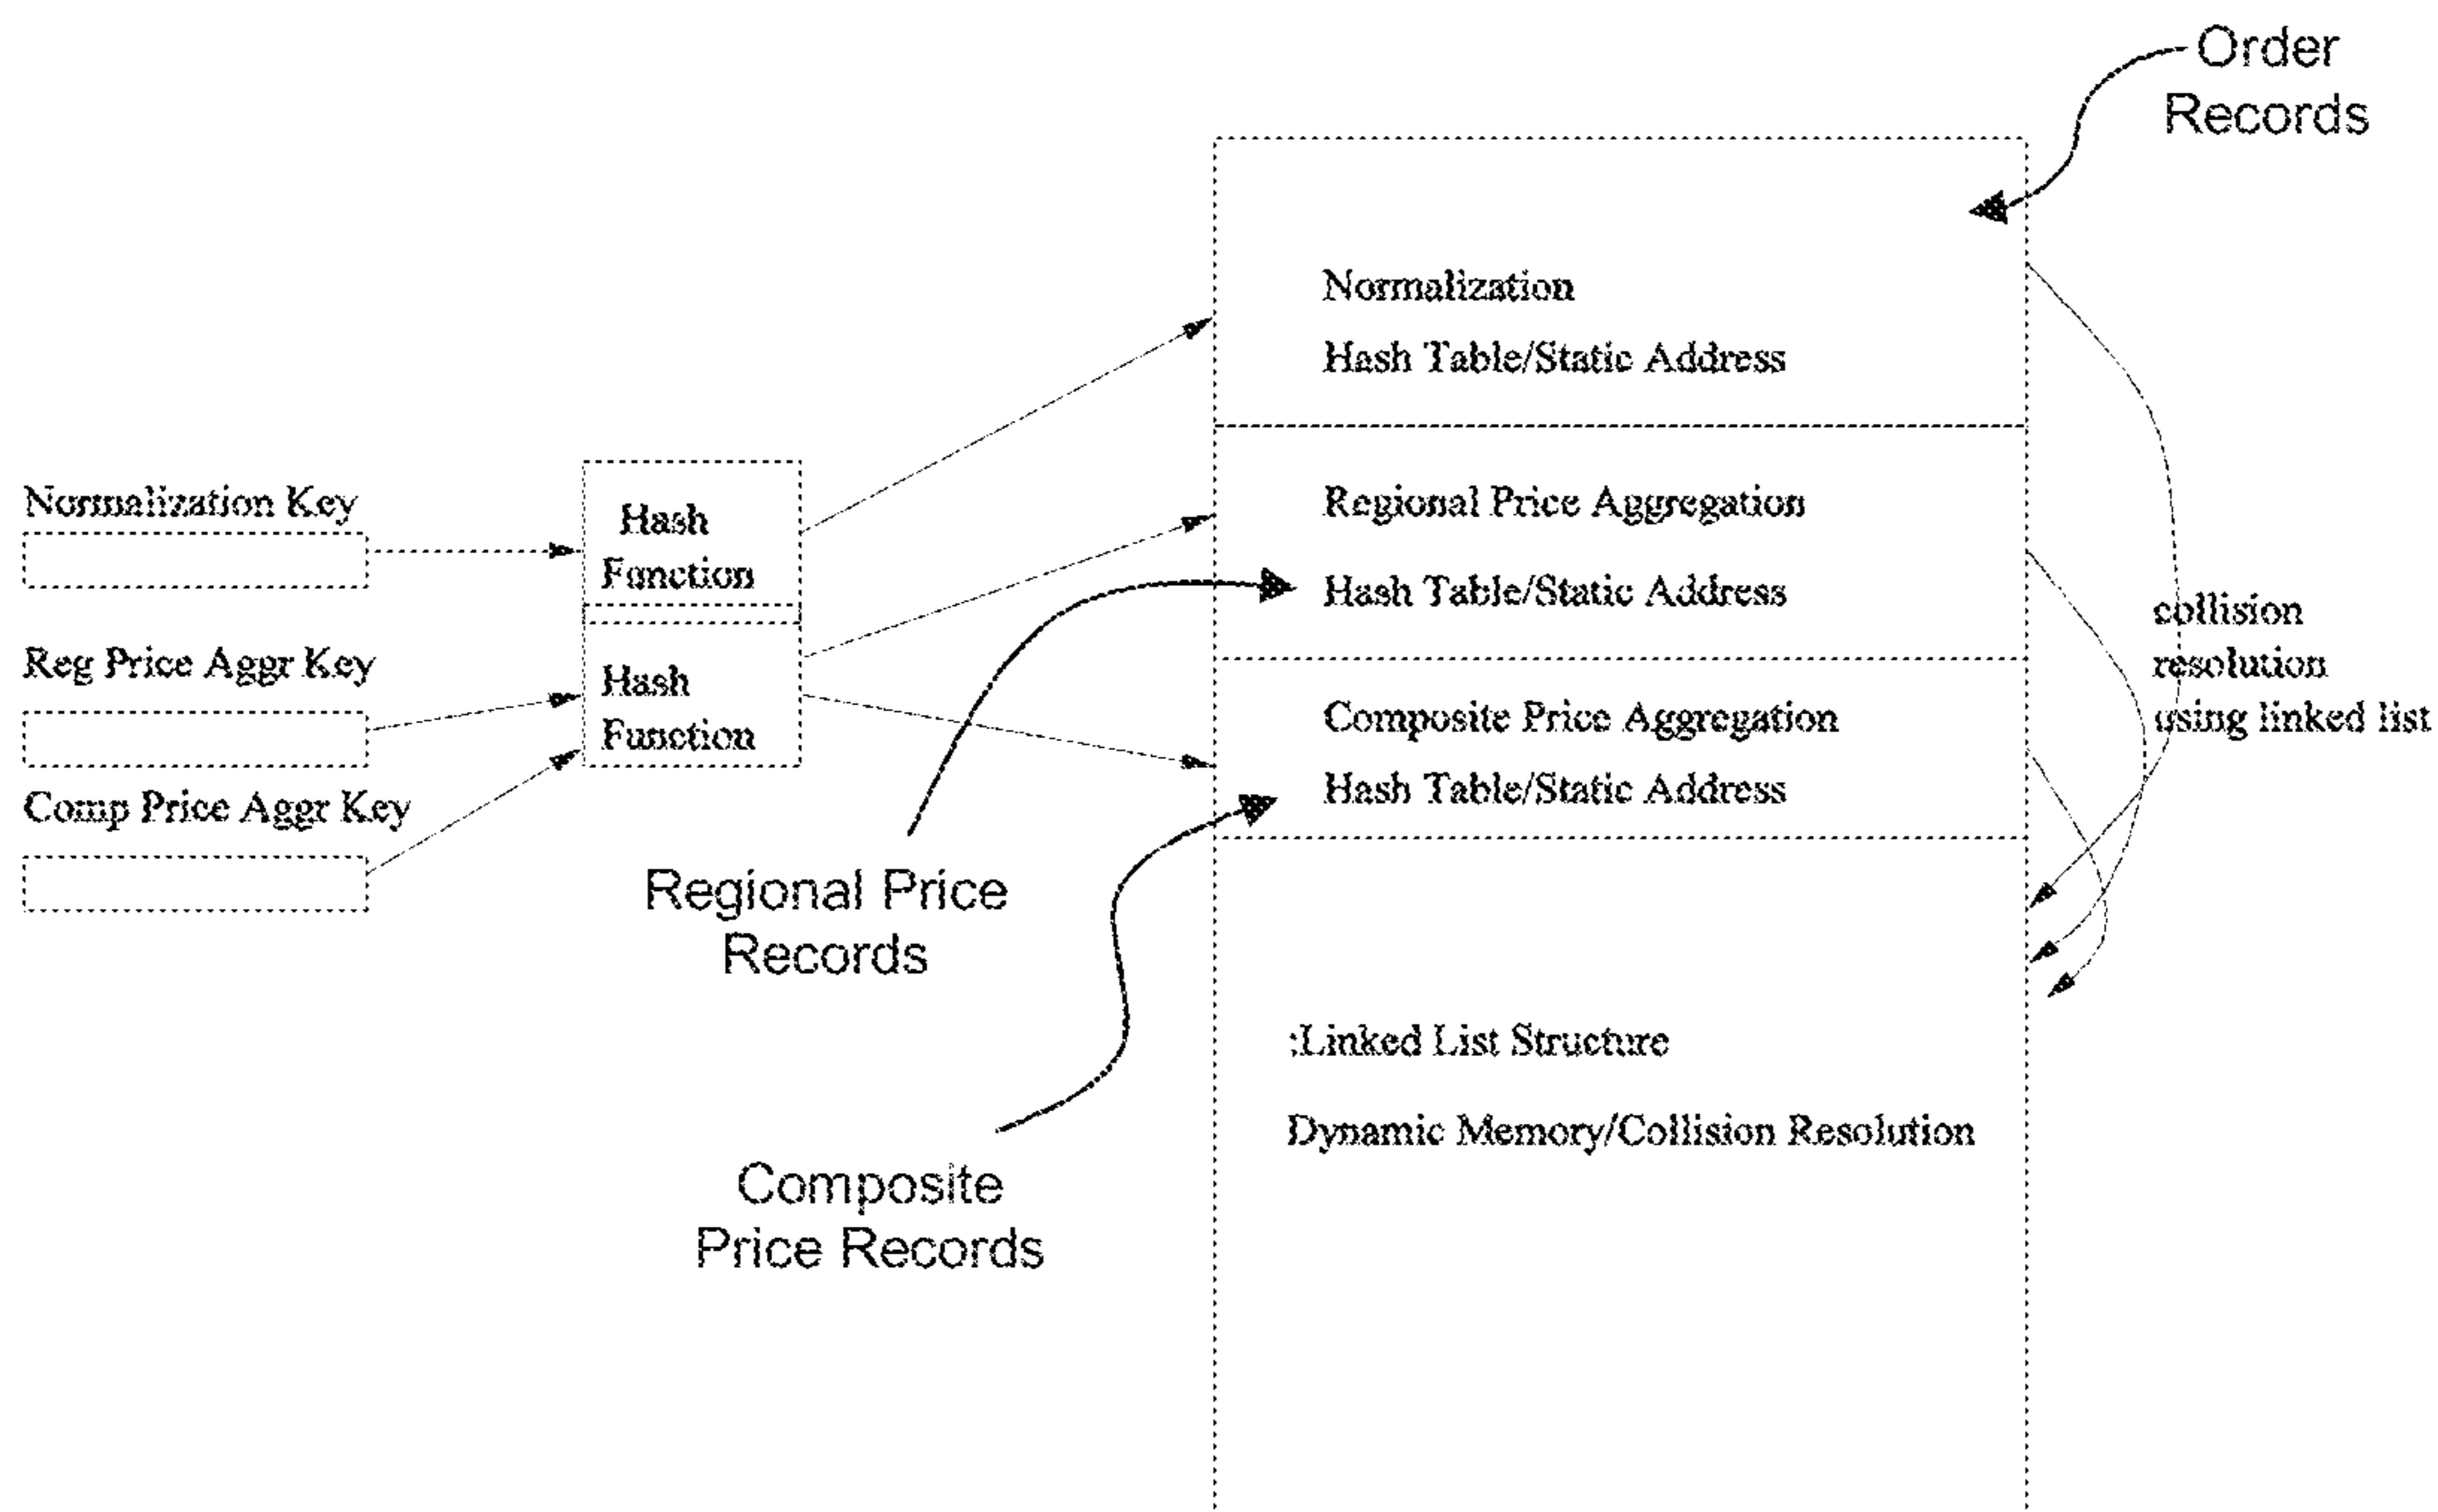 Order
Records
Normalization
Hash Table/Static Address
Normalization Key
Hash
Function
Regional Price Aggregation
Hash Table/Static Address
collision
resolution
using linked list
Reg Price Aggr Key
Hash
Function
Composite Price Aggregation
Hash Table/Static Address
Comp Price Aggr Key
Regional Price
Records
:Linked List Structure
Dynamic Memory/Collision Resolution
Composite
Price Records